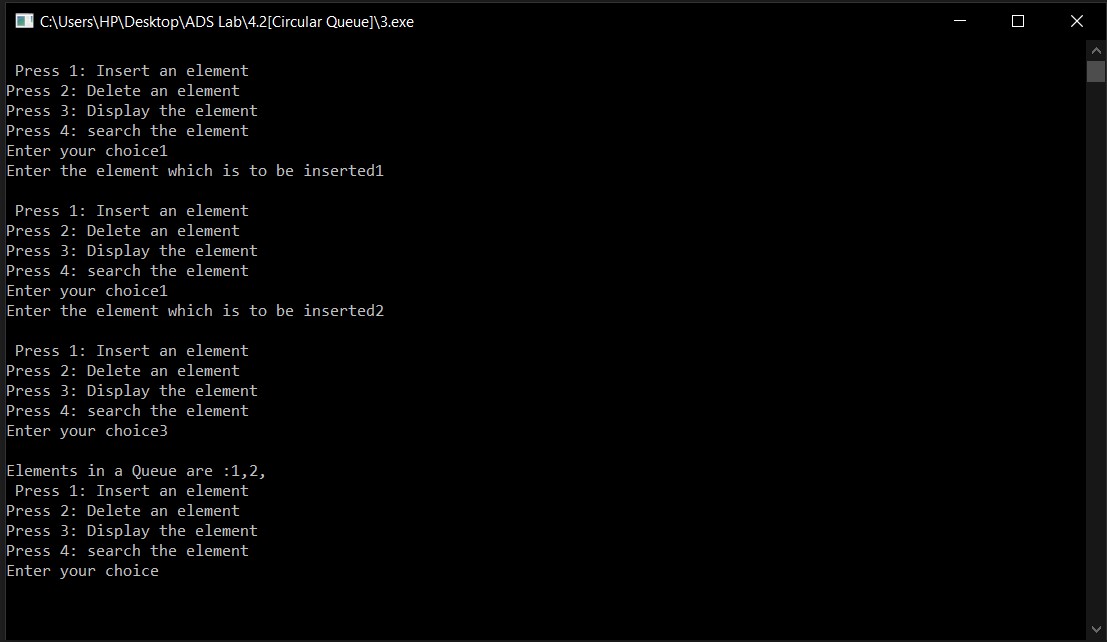 C:\Users\HP\Desktop\ADS Lab\4.2[Circular Queue]\3.exe
Press 1: Insert an element
Press 2: Delete an element
Press 3: Display the element
Press 4: search the element
Enter your choice1
Enter the element which is to be inserted1
Press 1: Insert an element
Press 2: Delete an element
Press 3: Display the element
Press 4: search the element
Enter your choice1
Enter the element which is to be inserted2
Press 1: Insert an element
Press 2: Delete an element
Press 3: Display the element
Press 4: search the element
Enter your choice3
Elements in a Queue are :1,2,
Press 1: Insert an element
Press 2: Delete an element
Press 3: Display the element
Press 4: search the element
Enter your choice